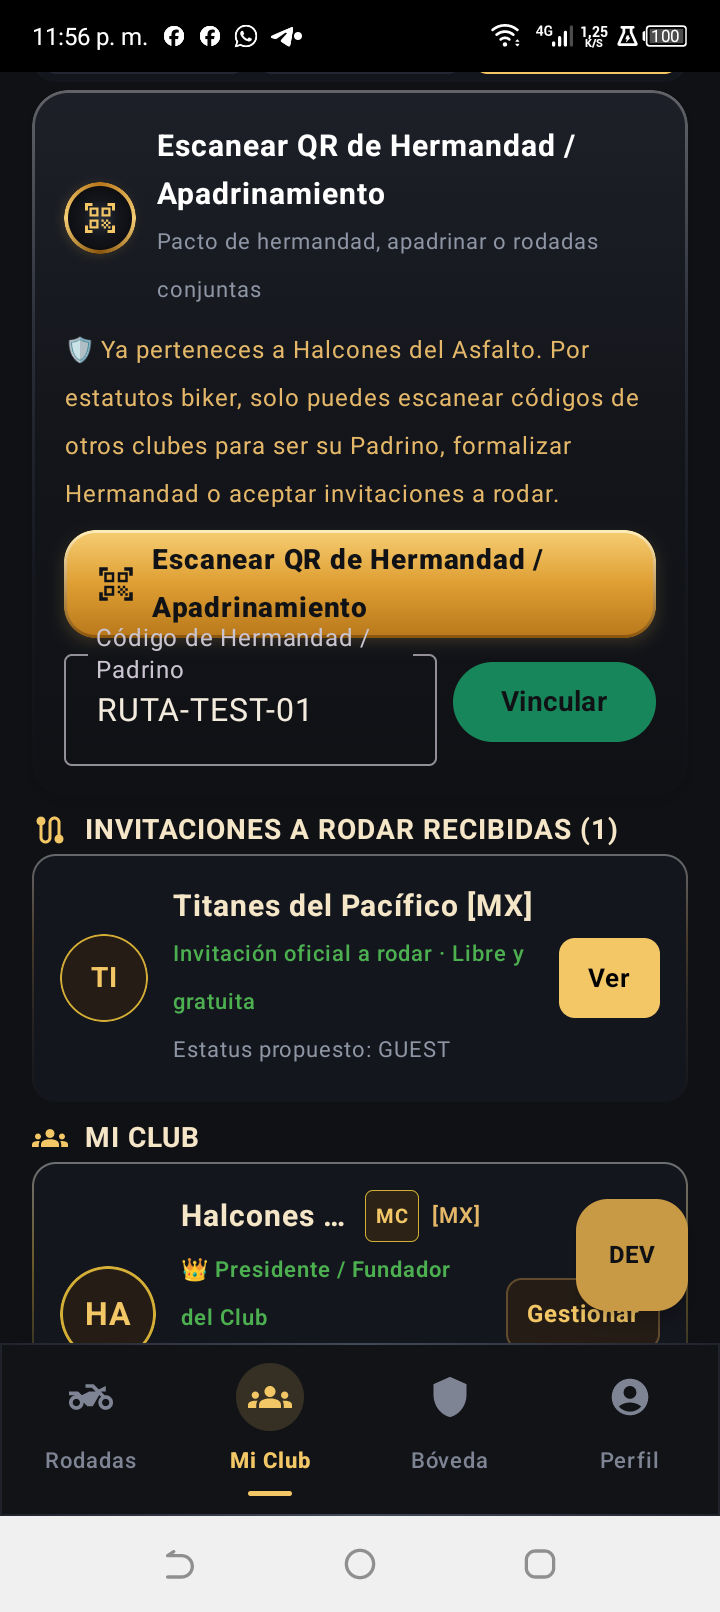 11:56 p. m.
4G
1,25
K/S
100
Escanear QR de Hermandad /
Apadrinamiento
Pacto de hermandad, apadrinar o rodadas
conjuntas
🛡️ Ya perteneces a Halcones del Asfalto. Por
estatutos biker, solo puedes escanear códigos de
otros clubes para ser su Padrino, formalizar
Hermandad o aceptar invitaciones a rodar.
Escanear QR de Hermandad /
Apadrinamiento
Código de Hermandad /
Padrino
RUTA-TEST-01
Vincular
INVITACIONES A RODAR RECIBIDAS (1)
TI
Titanes del Pacífico [MX]
Invitación oficial a rodar · Libre y
gratuita
Estatus propuesto: GUEST
Ver
MI CLUB
Halcones ...
MC
[MX]
👑 Presidente / Fundador
del Club
HA
DEV
Gestionar
Rodadas
Mi Club
Bóveda
Perfil